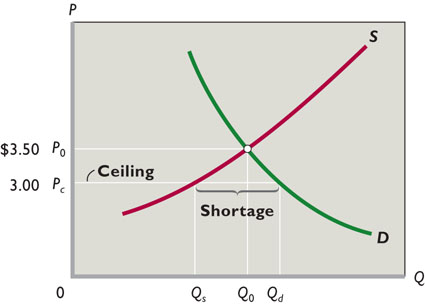 P
S
$3.50 P0
Ceiling
3.00 Pc
Shortage
D
0 Qs Q0 Qd Q